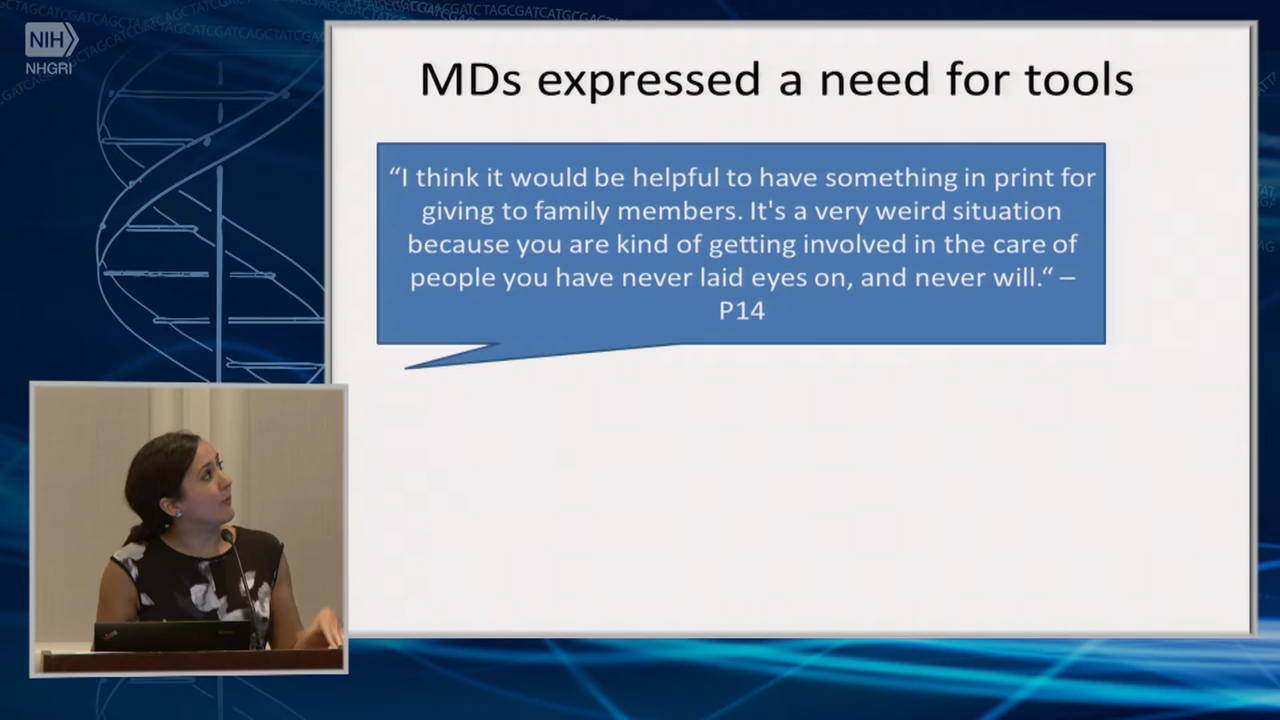 NIH
NHGRI
MDs expressed a need for tools
“I think it would be helpful to have something in print for
giving to family members. It's a very weird situation
because you are kind of getting involved in the care of
people you have never laid eyes on, and never will.“ –
P14